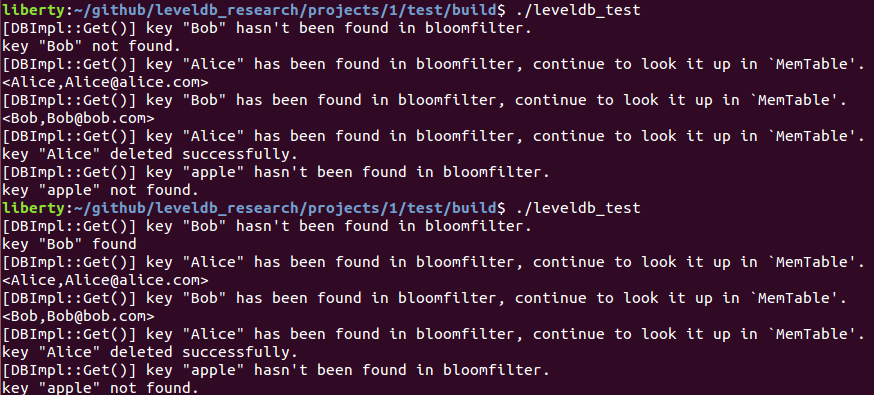 liberty:~/github/leveldb_research/projects/1/test/build$ ./leveldb_test
[DBImpl::Get()] key "Bob" hasn't been found in bloomfilter.
key "Bob" not found.
[DBImpl::Get()] key "Alice" has been found in bloomfilter, continue to look it up in `MemTable'.
<Alice,Alice@alice.com>
[DBImpl::Get()] key "Bob" has been found in bloomfilter, continue to look it up in `MemTable'.
<Bob,Bob@bob.com>
[DBImpl::Get()] key "Alice" has been found in bloomfilter, continue to look it up in `MemTable'.
key "Alice" deleted successfully.
[DBImpl::Get()] key "apple" hasn't been found in bloomfilter.
key "apple" not found.
liberty:~/github/leveldb_research/projects/1/test/build$ ./leveldb_test
[DBImpl::Get()] key "Bob" hasn't been found in bloomfilter.
key "Bob" found
[DBImpl::Get()] key "Alice" has been found in bloomfilter, continue to look it up in `MemTable'.
<Alice,Alice@alice.com>
[DBImpl::Get()] key "Bob" has been found in bloomfilter, continue to look it up in `MemTable'.
<Bob,Bob@bob.com>
[DBImpl::Get()] key "Alice" has been found in bloomfilter, continue to look it up in `MemTable'.
key "Alice" deleted successfully.
[DBImpl::Get()] key "apple" hasn't been found in bloomfilter.
key "apple" not found.